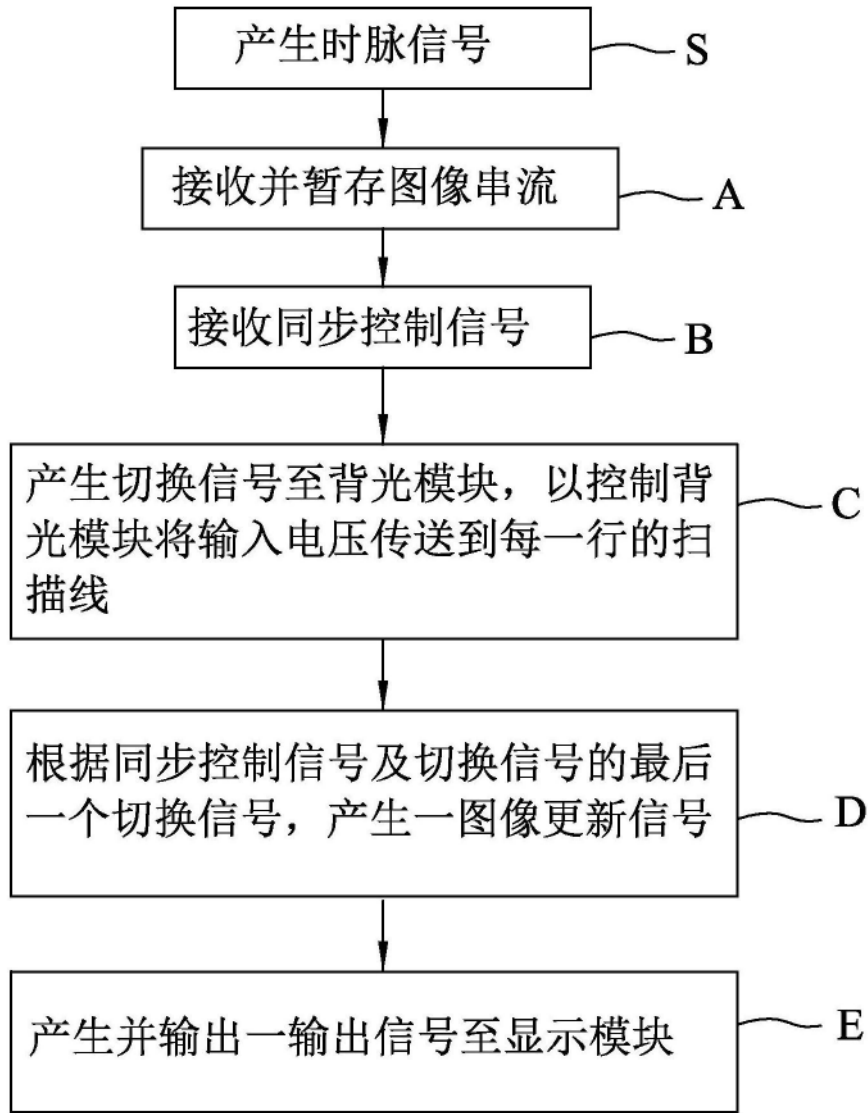 产生时脉信号
S
接收并暂存图像串流
A
接收同步控制信号
B
产生切换信号至背光模块，以控制背
光模块将输入电压传送到每一行的扫
描线
C
根据同步控制信号及切换信号的最后
一个切换信号，产生一图像更新信号
D
产生并输出一输出信号至显示模块
E